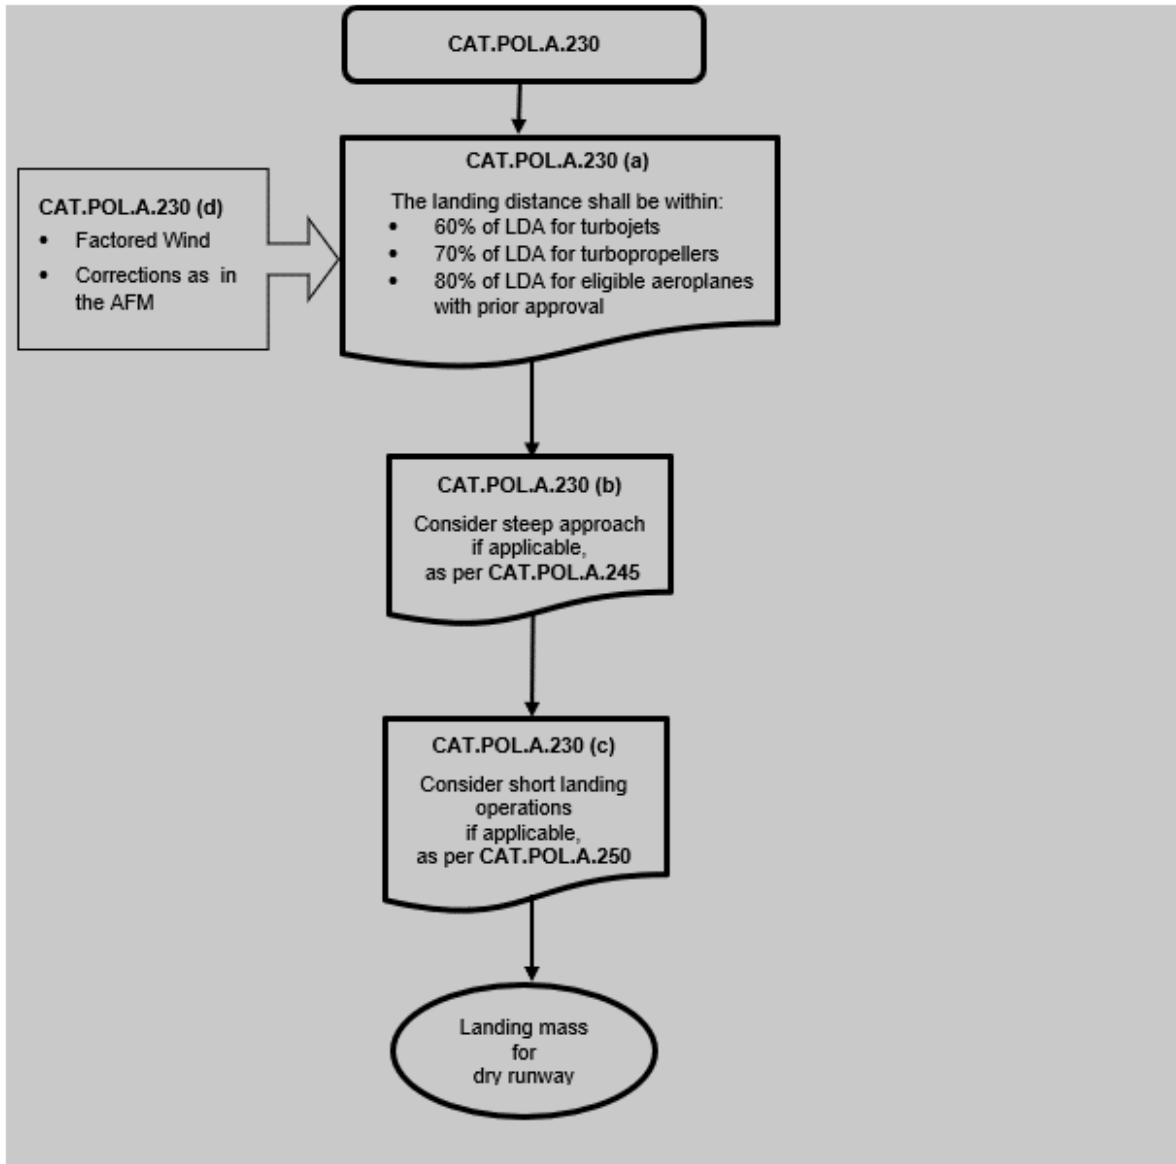 CAT.POL.A.230
CAT.POL.A.230 (a)
The landing distance shall be within:
• 60% of LDA for turbojets
• 70% of LDA for turbopropellers
• 80% of LDA for eligible aeroplanes
with prior approval
CAT.POL.A.230 (d)
• Factored Wind
• Corrections as in
the AFM
CAT.POL.A.230 (b)
Consider steep approach
if applicable,
as per CAT.POL.A.245
CAT.POL.A.230 (c)
Consider short landing
operations
if applicable,
as per CAT.POL.A.250
Landing mass
for
dry runway